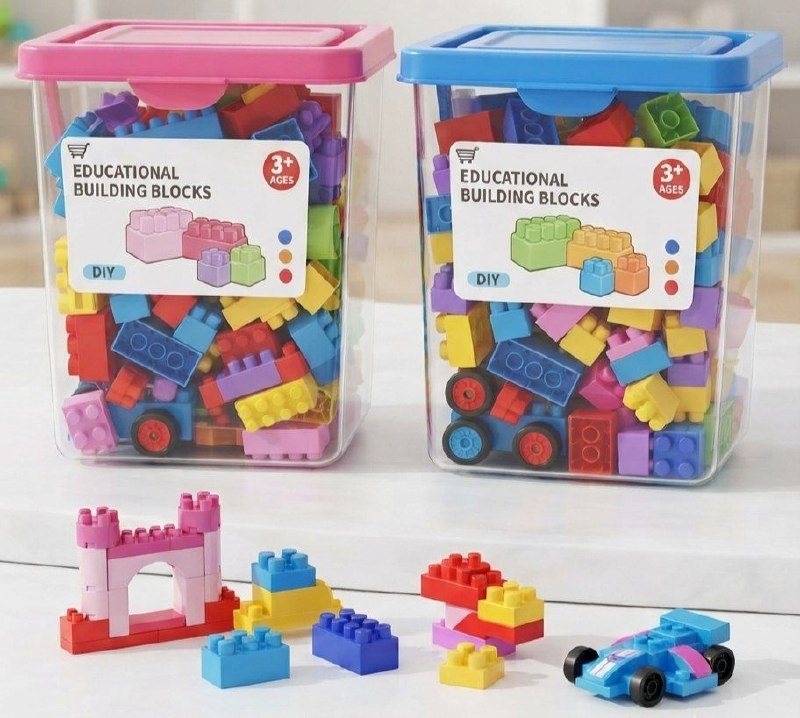 EDUCATIONAL
BUILDING BLOCKS
3+
AGES
DIY
EDUCATIONAL
BUILDING BLOCKS
3+
AGES
DIY